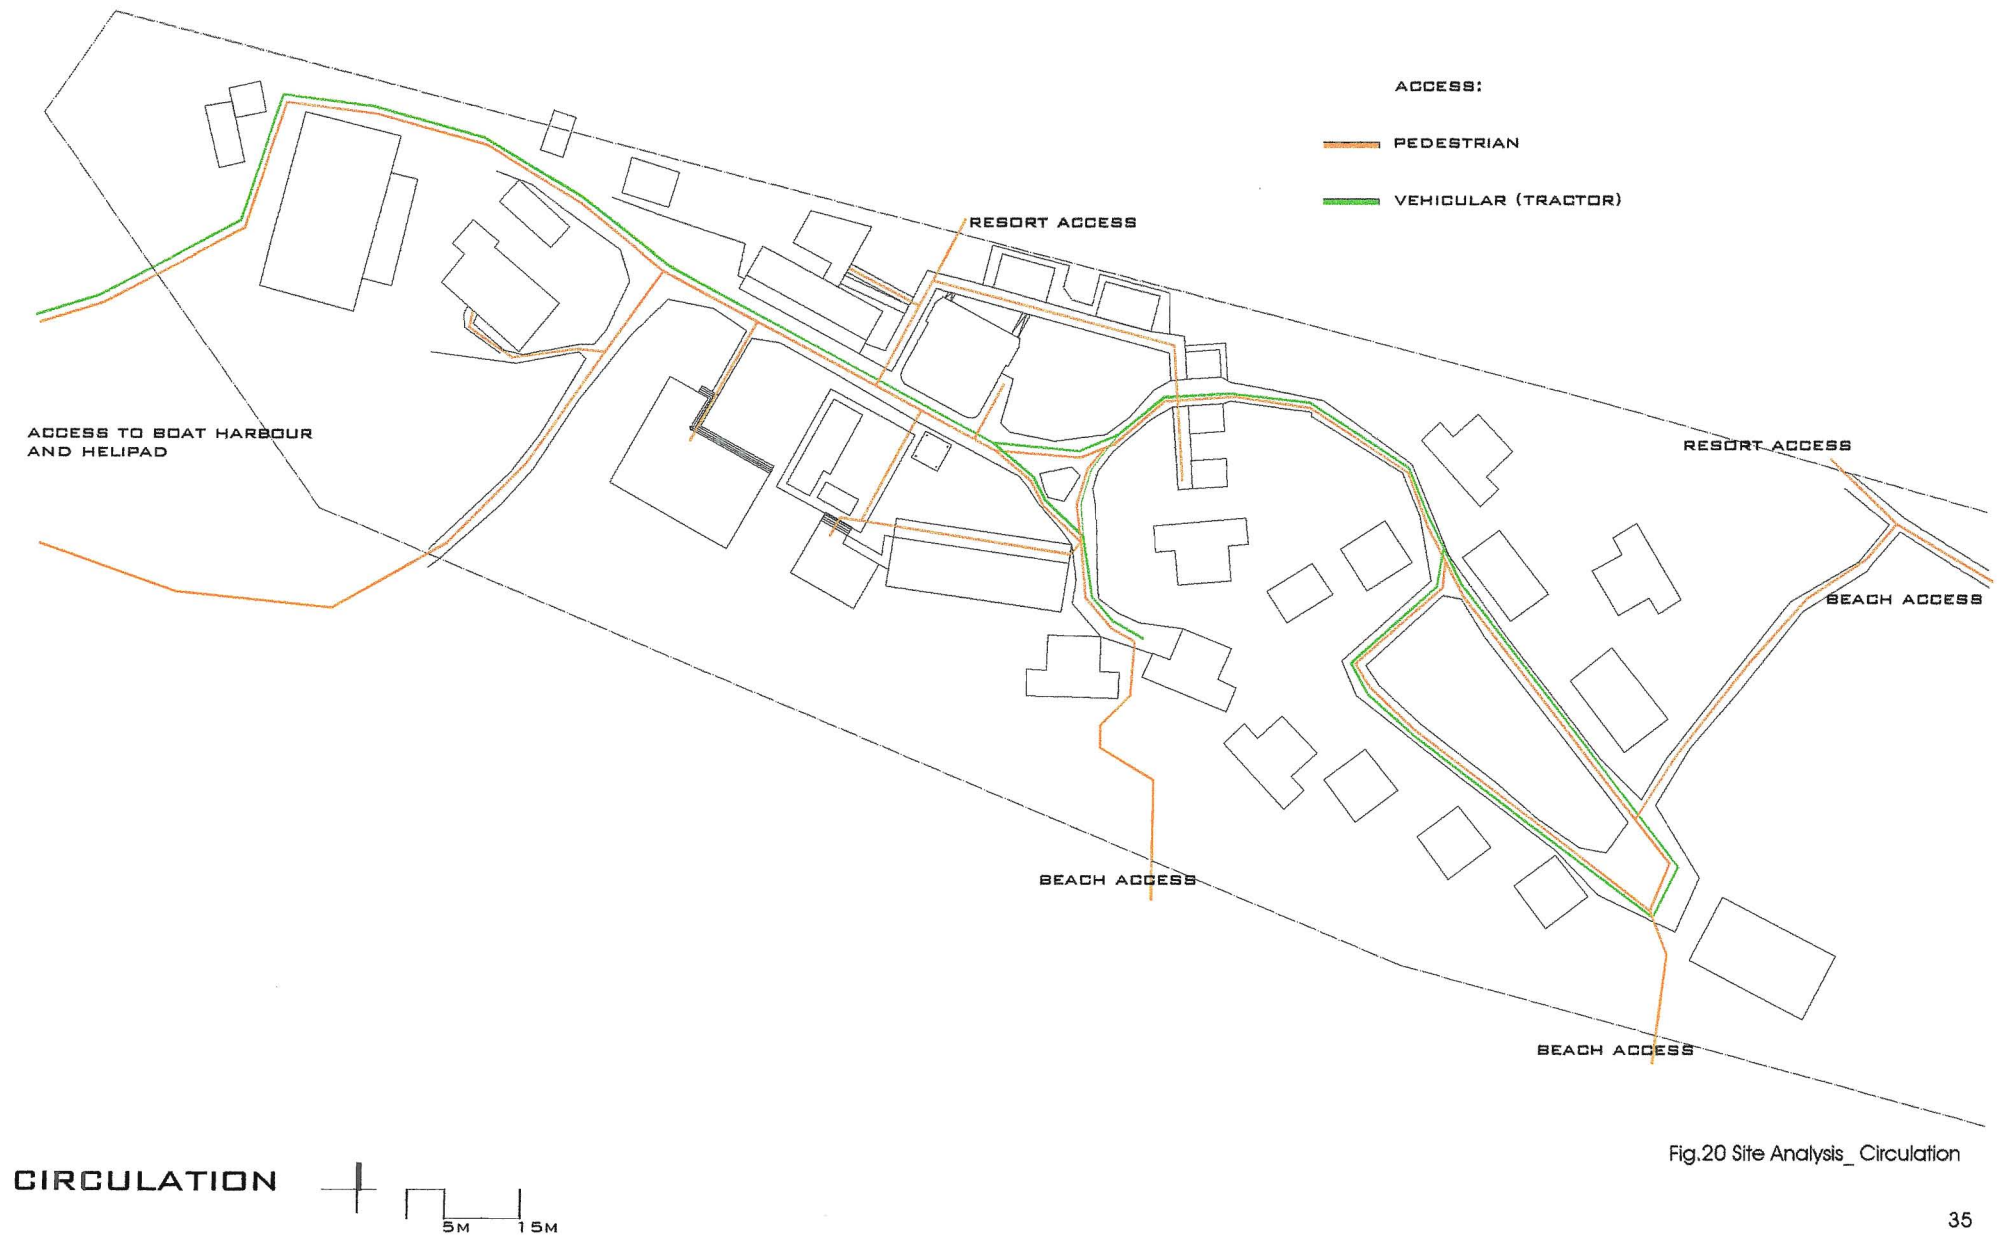 ACCESS:
PEDESTRIAN
VEHICULAR (TRACTOR)
RESORT ACCESS
ACCESS TO BOAT HARBOUR
AND HELIPAD
RESORT ACCESS
BEACH ACCESS
BEACH ACCESS
BEACH ACCESS
Fig.20 Site Analysis_ Circulation
CIRCULATION
5M 15M
35